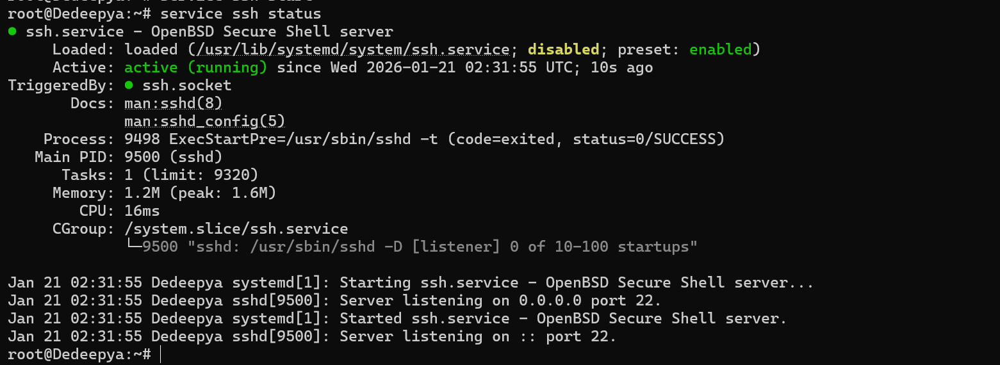 root@Dedeepya:~# service ssh status
● ssh.service - OpenBSD Secure Shell server
     Loaded: loaded (/usr/lib/systemd/system/ssh.service; disabled; preset: enabled)
     Active: active (running) since Wed 2026-01-21 02:31:55 UTC; 10s ago
TriggeredBy: ● ssh.socket
       Docs: man:sshd(8)
             man:sshd_config(5)
    Process: 9498 ExecStartPre=/usr/sbin/sshd -t (code=exited, status=0/SUCCESS)
   Main PID: 9500 (sshd)
      Tasks: 1 (limit: 9320)
     Memory: 1.2M (peak: 1.6M)
        CPU: 16ms
     CGroup: /system.slice/ssh.service
             └─9500 "sshd: /usr/sbin/sshd -D [listener] 0 of 10-100 startups"

Jan 21 02:31:55 Dedeepya systemd[1]: Starting ssh.service - OpenBSD Secure Shell server...
Jan 21 02:31:55 Dedeepya sshd[9500]: Server listening on 0.0.0.0 port 22.
Jan 21 02:31:55 Dedeepya systemd[1]: Started ssh.service - OpenBSD Secure Shell server.
Jan 21 02:31:55 Dedeepya sshd[9500]: Server listening on :: port 22.
root@Dedeepya:~#